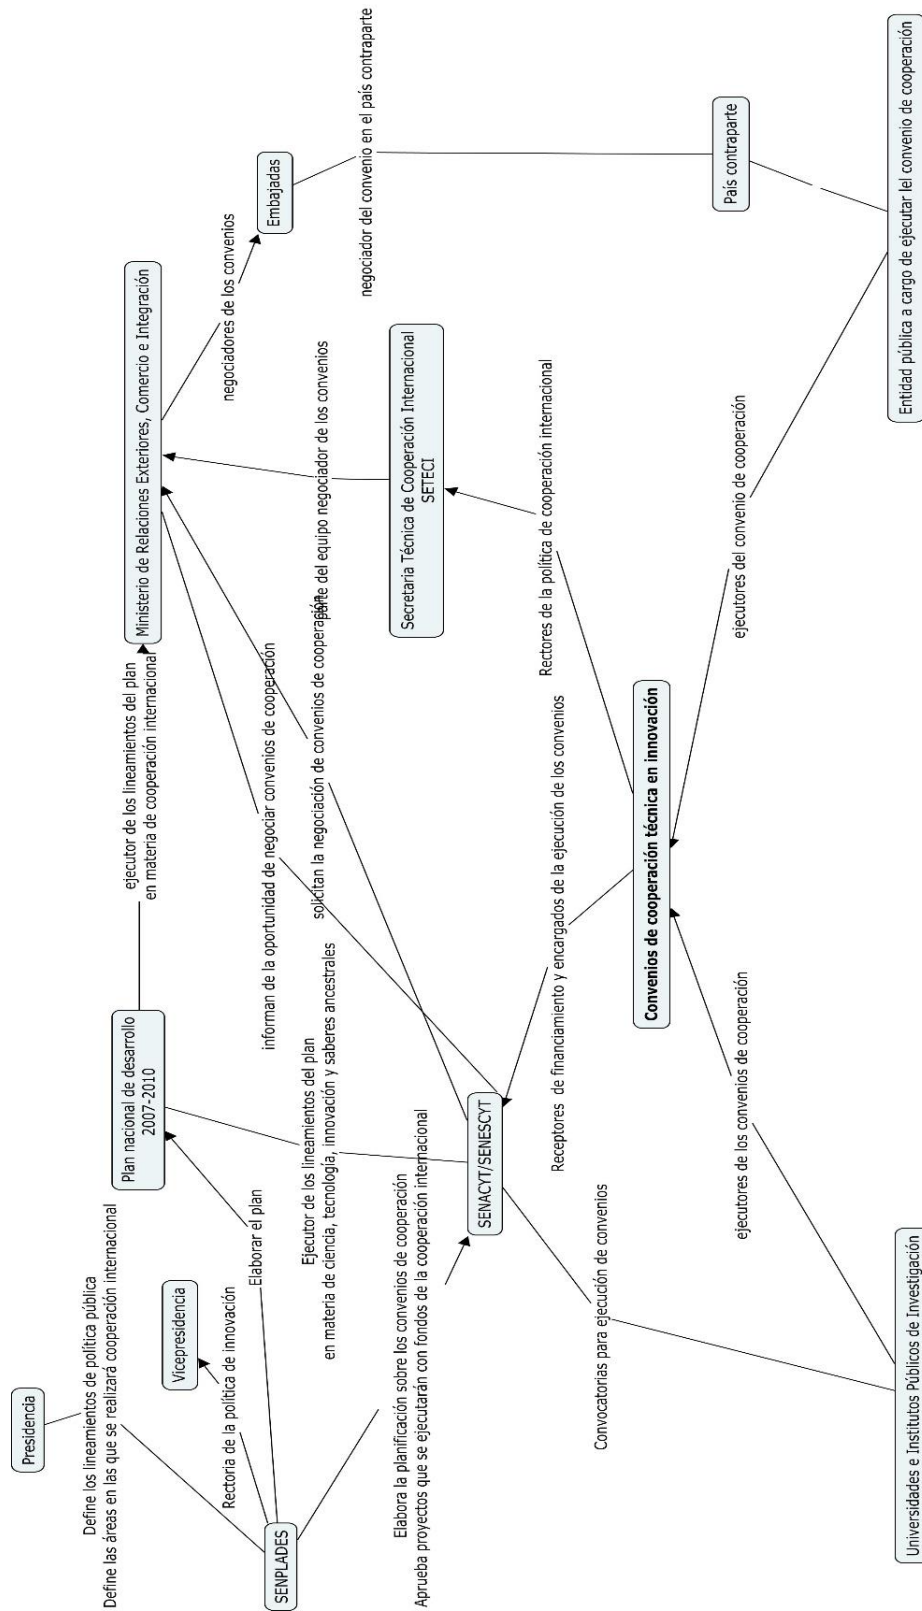 Presidencia
Define los lineamientos de política pública
Define las áreas en las que se realizará cooperación internacional
Vicepresidencia
Rectoria de la política de innovación
SENPLADES
Elaborar el plan
Plan nacional de desarrollo
2007-2010
ejecutor de los lineamientos del plan
en materia de cooperación internacional
Ministerio de Relaciones Exteriores, Comercio e Integración
negociadores de los convenios
Embajadas
negociador del convenio en el país contraparte
informan de la oportunidad de negociar convenios de cooperación
solicitan la negociación de convenios de cooperación
parte del equipo negociador de los convenios
Ejecutor de los lineamientos del plan
en materia de ciencia, tecnologia, innovación y saberes ancestrales
Secretaria Técnica de Cooperación Internacional
SETECI
Elabora la planificación sobre los convenios de cooperación
Aprueba proyectos que se ejecutarán con fondos de la cooperación internacional
SENACYT/SENESCYT
Receptores de financiamiento y encargados de la ejecución de los convenios
Rectores de la política de cooperación internacional
Convocatorias para ejecución de convenios
Convenios de cooperación técnica en innovación
País contraparte
ejecutores de los convenios de cooperación
ejecutores del convenio de cooperación
Universidades e Institutos Públicos de Investigación
Entidad pública a cargo de ejecutar lel convenio de cooperación